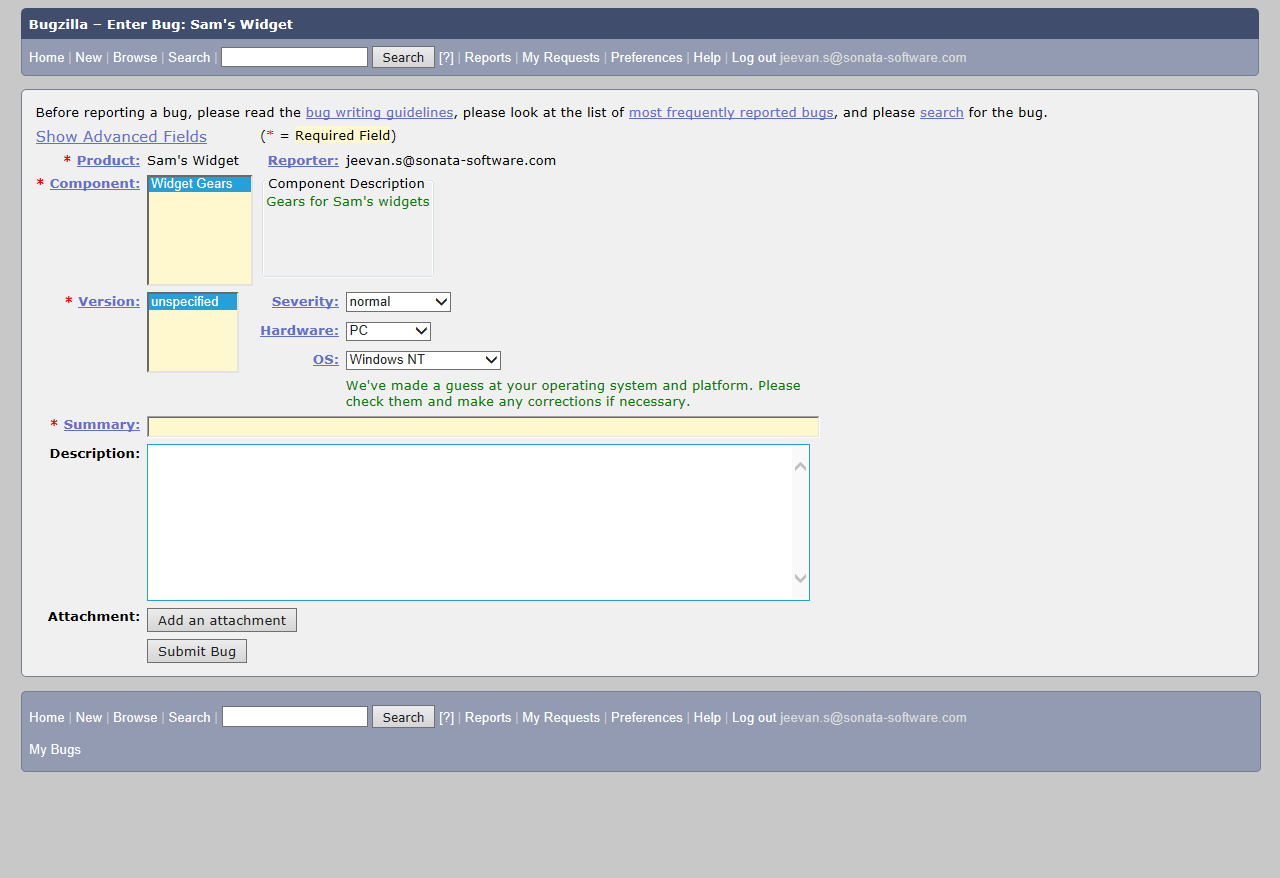 Bugzilla – Enter Bug: Sam's Widget
Home | New | Browse | Search | Search [?] | Reports | My Requests | Preferences | Help | Log out jeevan.s@sonata-software.com
Before reporting a bug, please read the bug writing guidelines, please look at the list of most frequently reported bugs, and please search for the bug.
Show Advanced Fields (* = Required Field)
* Product: Sam's Widget Reporter: jeevan.s@sonata-software.com
* Component: Widget Gears Component Description
Gears for Sam's widgets
* Version: unspecified Severity: normal
Hardware: PC
OS: Windows NT
We've made a guess at your operating system and platform. Please
check them and make any corrections if necessary.
* Summary:
Description:
Attachment: Add an attachment
Submit Bug
Home | New | Browse | Search | Search [?] | Reports | My Requests | Preferences | Help | Log out jeevan.s@sonata-software.com
My Bugs